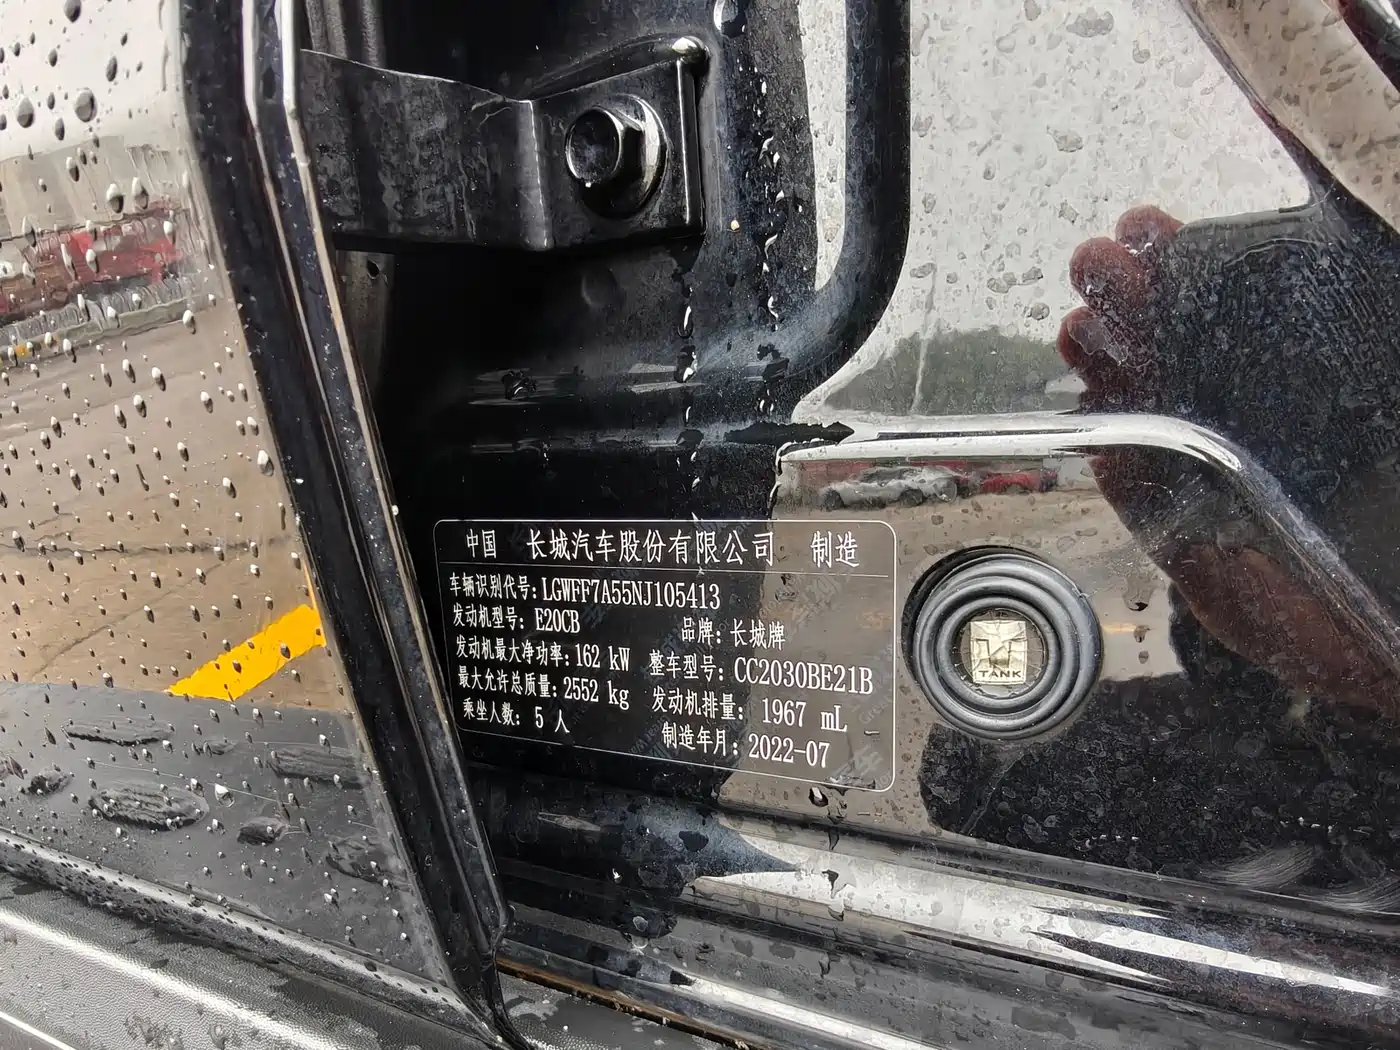 中国 长城汽车股份有限公司 制造
车辆识别代号:LGWFF7A55NJ105413
发动机型号:E20CB 品牌:长城牌
发动机最大净功率:162 kW 整车型号:CC2030BE21B
最大允许总质量:2552 kg 发动机排量: 1967 mL
乘坐人数: 5 人 制造年月:2022-07
TANK